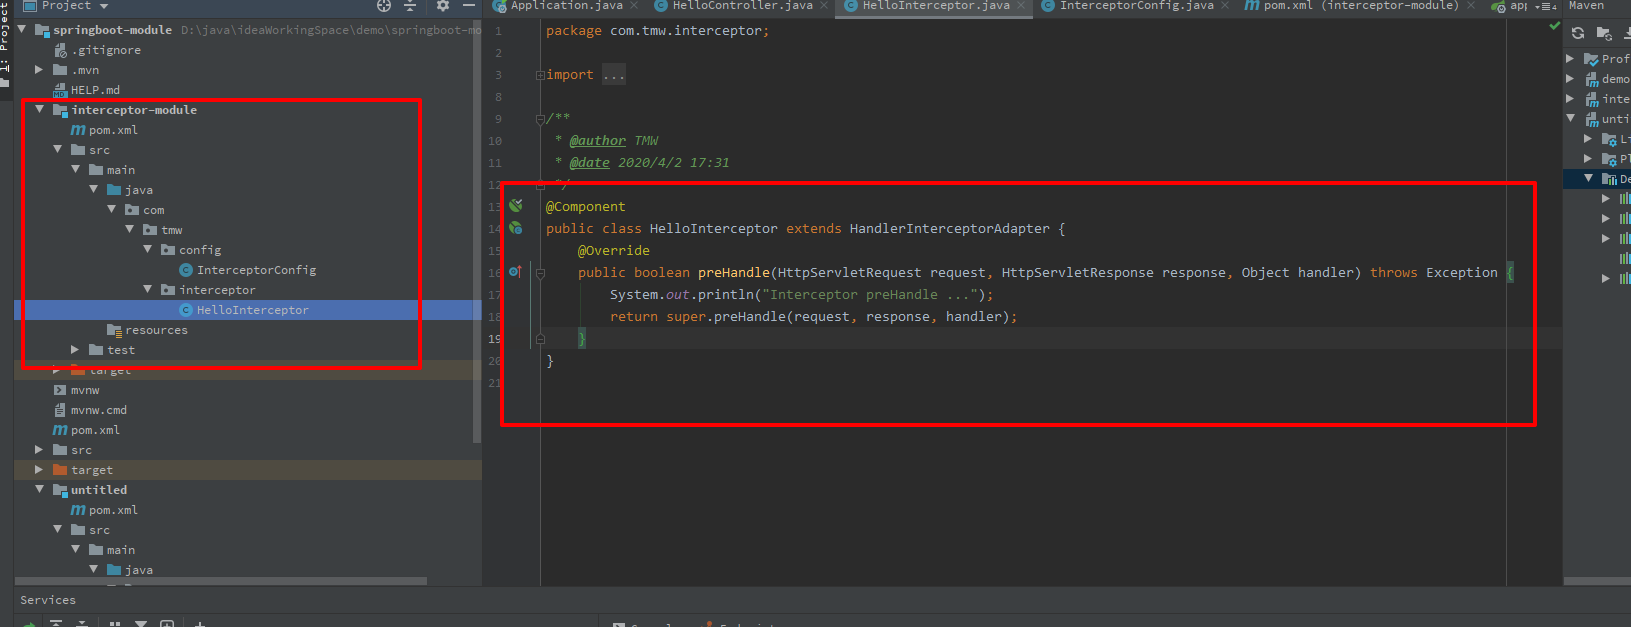 Project
Application.java
HelloController.java
HelloInterceptor.java
InterceptorConfig.java
pom.xml (interceptor-module)
app
Maven
1: Project
springboot-module D:\java\ideaWorkingSpace\demo\springboot-mo
.gitignore
.mvn
HELP.md
interceptor-module
pom.xml
src
main
java
com
tmw
config
InterceptorConfig
interceptor
HelloInterceptor
resources
test
target
mvnw
mvnw.cmd
pom.xml
src
target
untitled
pom.xml
src
main
java
1 package com.tmw.interceptor;
2
3 import ...
8
9 /**
10 * @author TMW
11 * @date 2020/4/2 17:31
12 */
13 @Component
14 public class HelloInterceptor extends HandlerInterceptorAdapter {
15 @Override
16 public boolean preHandle(HttpServletRequest request, HttpServletResponse response, Object handler) throws Exception {
17 System.out.println("Interceptor preHandle ...");
18 return super.preHandle(request, response, handler);
19 }
20 }
21
Prof
demo
inte
unti
Li
Pl
De
Services